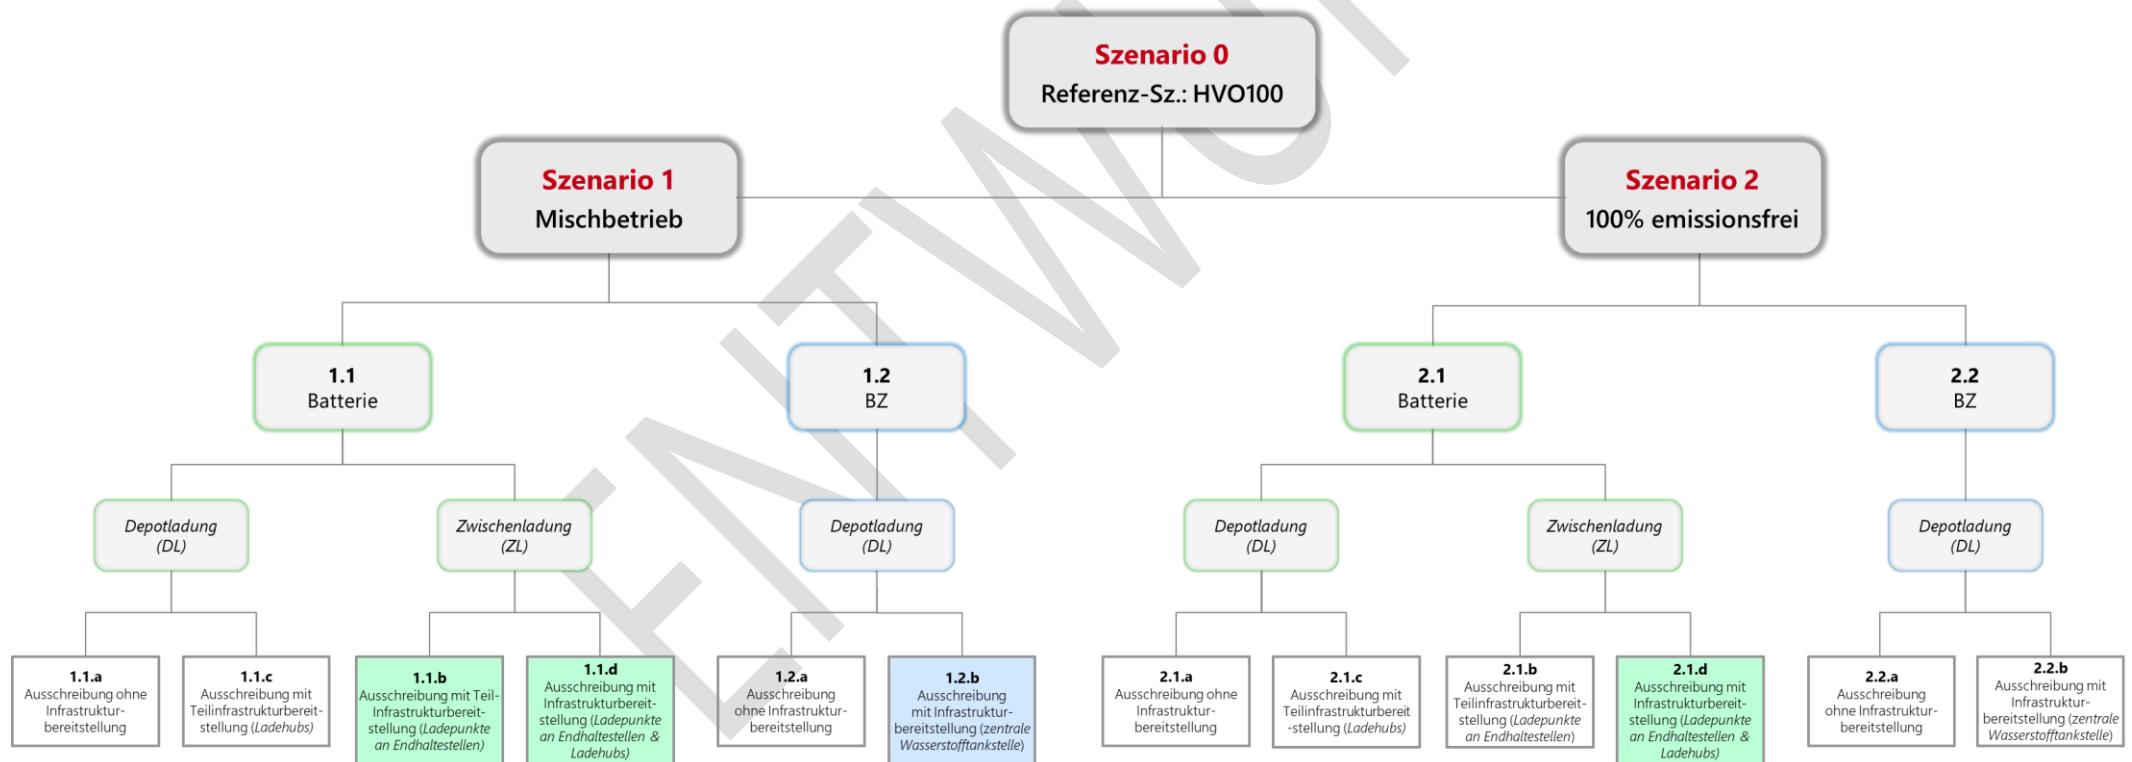 Szenario 0
Referenz-Sz.: HVO100
Szenario 1
Mischbetrieb
Szenario 2
100% emissionsfrei
1.1
Batterie
1.2
BZ
2.1
Batterie
2.2
BZ
Depotladung
(DL)
Zwischenladung
(ZL)
Depotladung
(DL)
Depotladung
(DL)
Zwischenladung
(ZL)
Depotladung
(DL)
1.1.a
Ausschreibung ohne
Infrastruktur-
bereitstellung
1.1.c
Ausschreibung mit
Teilinfrastrukturbereit-
stellung (Ladehubs)
1.1.b
Ausschreibung mit Teil-
Infrastrukturbereit-
stellung (Ladepunkte
an Endhaltestellen)
1.1.d
Ausschreibung mit
Infrastrukturbereit-
stellung (Ladepunkte
an Endhaltestellen &
Ladehubs)
1.2.a
Ausschreibung
ohne Infrastruktur-
bereitstellung
1.2.b
Ausschreibung
mit Infrastruktur-
bereitstellung (zentrale
Wasserstofftankstelle)
2.1.a
Ausschreibung ohne
Infrastruktur-
bereitstellung
2.1.c
Ausschreibung mit
Teilinfrastrukturbereit
-stellung (Ladehubs)
2.1.b
Ausschreibung mit
Teilinfrastrukturbereit-
stellung (Ladepunkte
an Endhaltestellen)
2.1.d
Ausschreibung mit
Infrastrukturbereit-
stellung (Ladepunkte
an Endhaltestellen &
Ladehubs)
2.2.a
Ausschreibung
ohne Infrastruktur-
bereitstellung
2.2.b
Ausschreibung mit
Infrastruktur-
bereitstellung (zentrale
Wasserstofftankstelle)